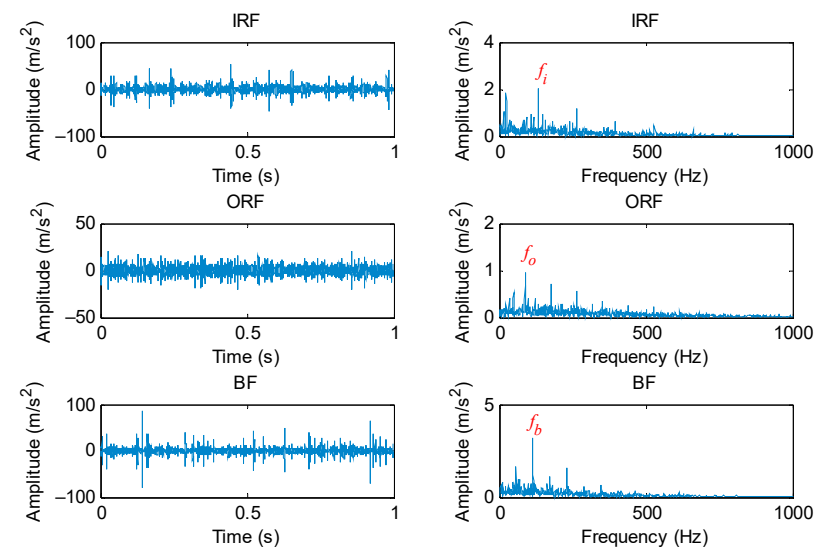 IRF
Amplitude (m/s²)
100
0
–100
0
0.5
1
Time (s)
IRF
Amplitude (m/s²)
4
2
0
fi
0
500
1000
Frequency (Hz)
ORF
Amplitude (m/s²)
50
0
–50
0
0.5
1
Time (s)
ORF
Amplitude (m/s²)
2
1
0
fo
0
500
1000
Frequency (Hz)
BF
Amplitude (m/s²)
100
0
–100
0
0.5
1
Time (s)
BF
Amplitude (m/s²)
5
0
fb
0
500
1000
Frequency (Hz)